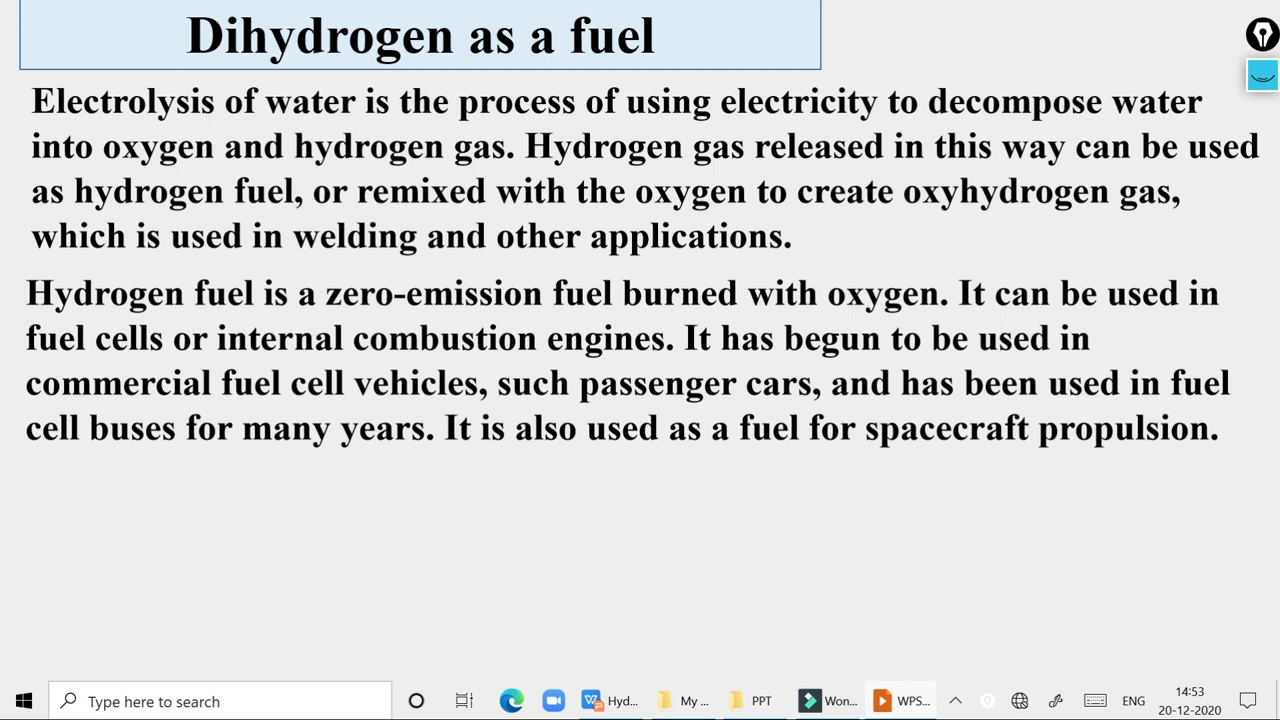 Dihydrogen as a fuel
Electrolysis of water is the process of using electricity to decompose water
into oxygen and hydrogen gas. Hydrogen gas released in this way can be used
as hydrogen fuel, or remixed with the oxygen to create oxyhydrogen gas,
which is used in welding and other applications.
Hydrogen fuel is a zero-emission fuel burned with oxygen. It can be used in
fuel cells or internal combustion engines. It has begun to be used in
commercial fuel cell vehicles, such passenger cars, and has been used in fuel
cell buses for many years. It is also used as a fuel for spacecraft propulsion.
Type here to search Hyd... My ... PPT Won... WPS... ENG 14:53
20-12-2020